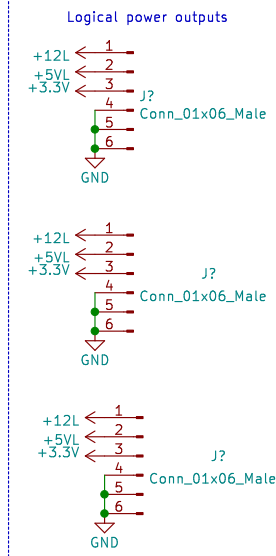 Logical power outputs
+12L 1
+5VL 2
+3.3V 3
J?
4
Conn_01x06_Male
5
6
GND
+12L 1
+5VL 2
+3.3V 3
J?
4
Conn_01x06_Male
5
6
GND
+12L 1
+5VL 2
+3.3V 3
J?
4
Conn_01x06_Male
5
6
GND